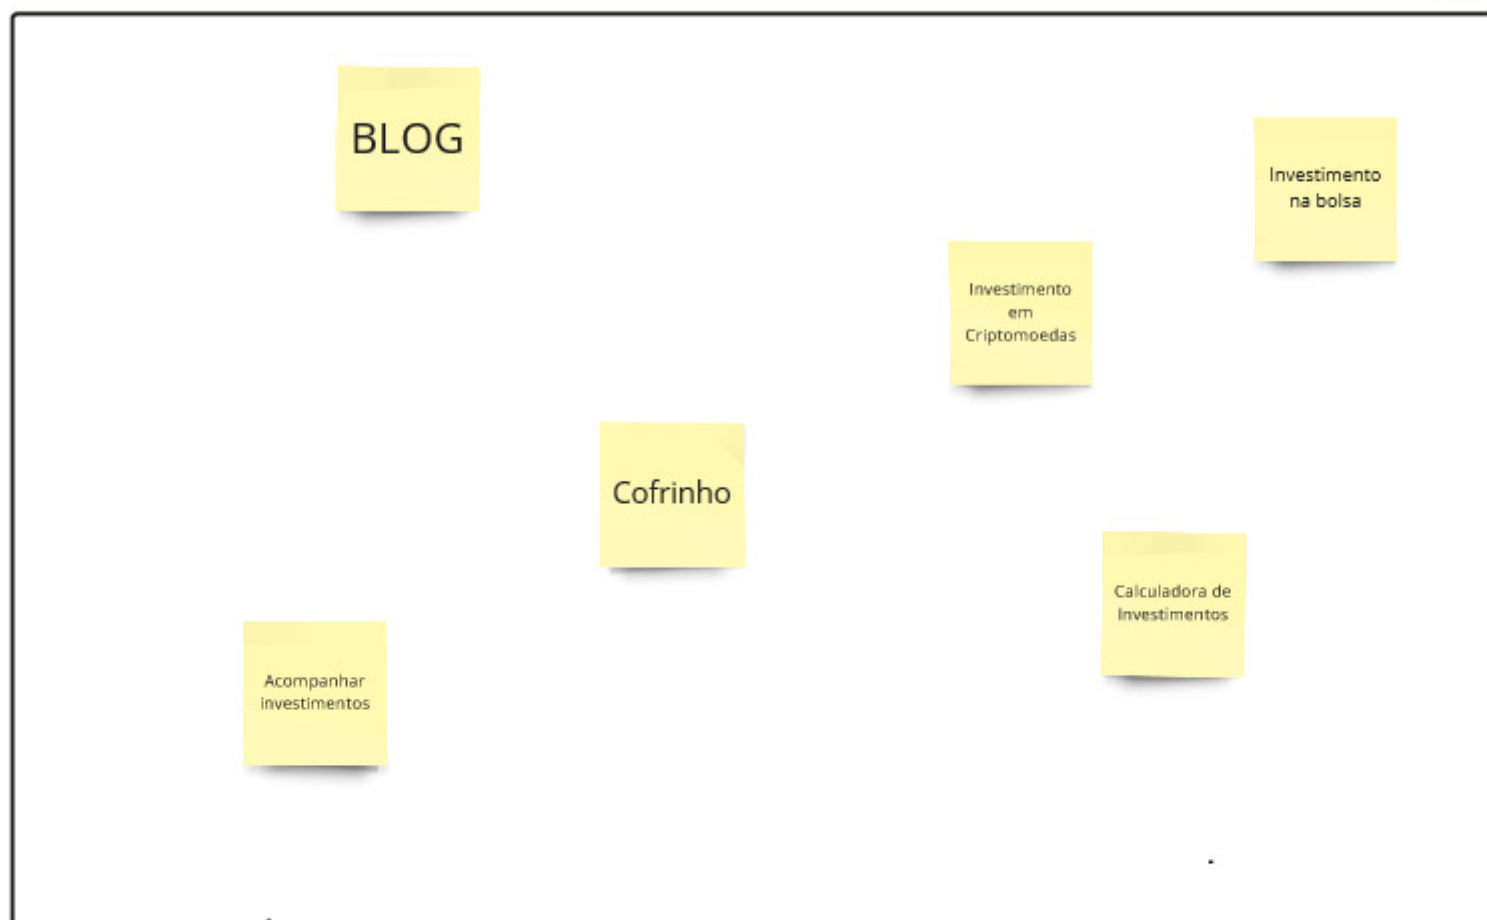 BLOG
Investimento
na bolsa
Investimento
em
Criptomoedas
Cofrinho
Calculadora de
Investimentos
Acompanhar
investimentos